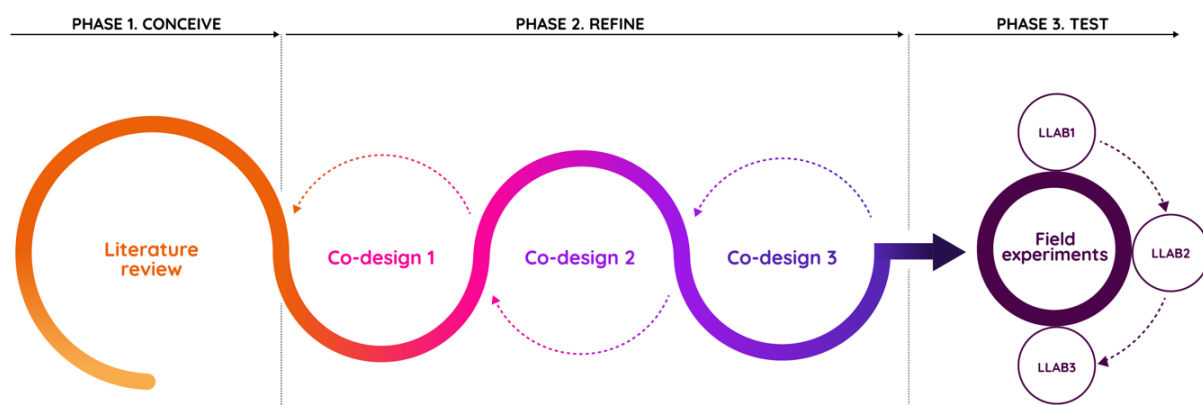 PHASE 1. CONCEIVE
PHASE 2. REFINE
PHASE 3. TEST
Literature
review
Co-design 1
Co-design 2
Co-design 3
LLAB1
Field
experiments
LLAB2
LLAB3